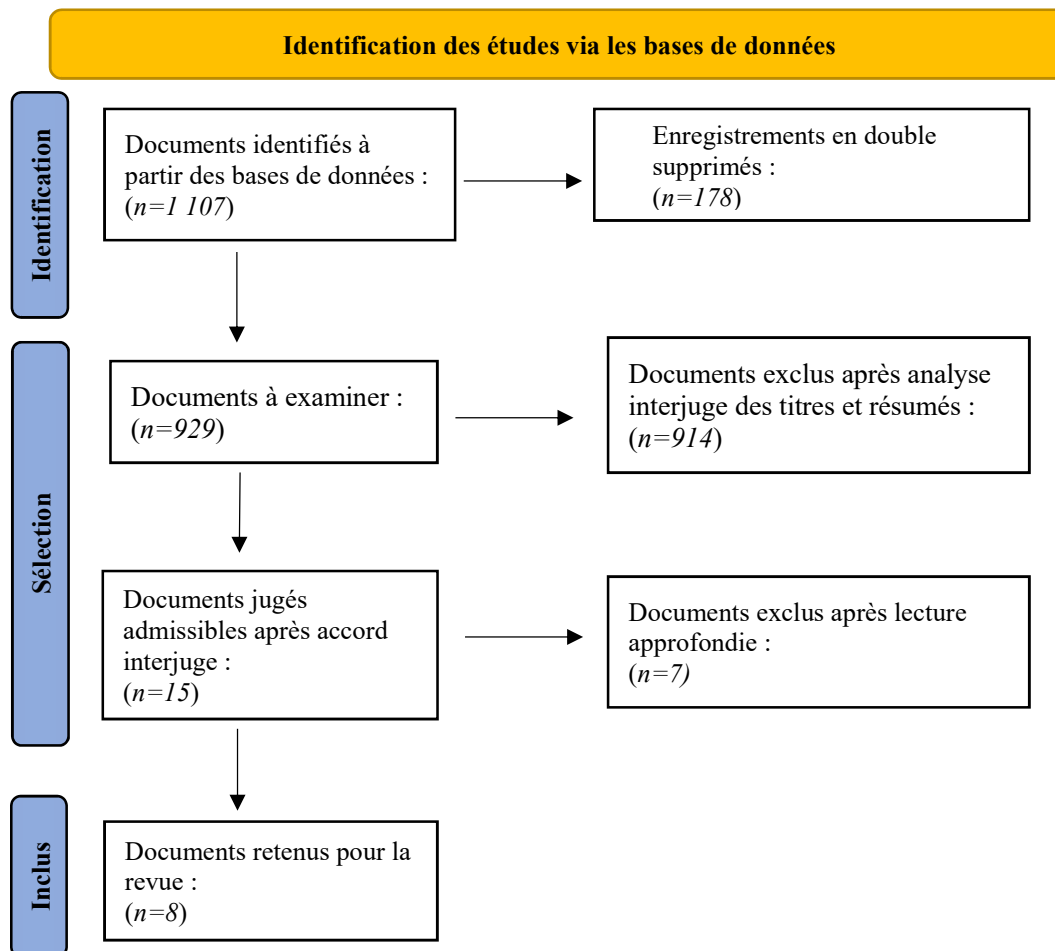 Identification des études via les bases de données
Identification
Documents identifiés à
partir des bases de données :
(n=1 107)
Enregistrements en double
supprimés :
(n=178)
Sélection
Documents à examiner :
(n=929)
Documents exclus après analyse
interjuge des titres et résumés :
(n=914)
Documents jugés
admissibles après accord
interjuge :
(n=15)
Documents exclus après lecture
approfondie :
(n=7)
Inclus
Documents retenus pour la
revue :
(n=8)